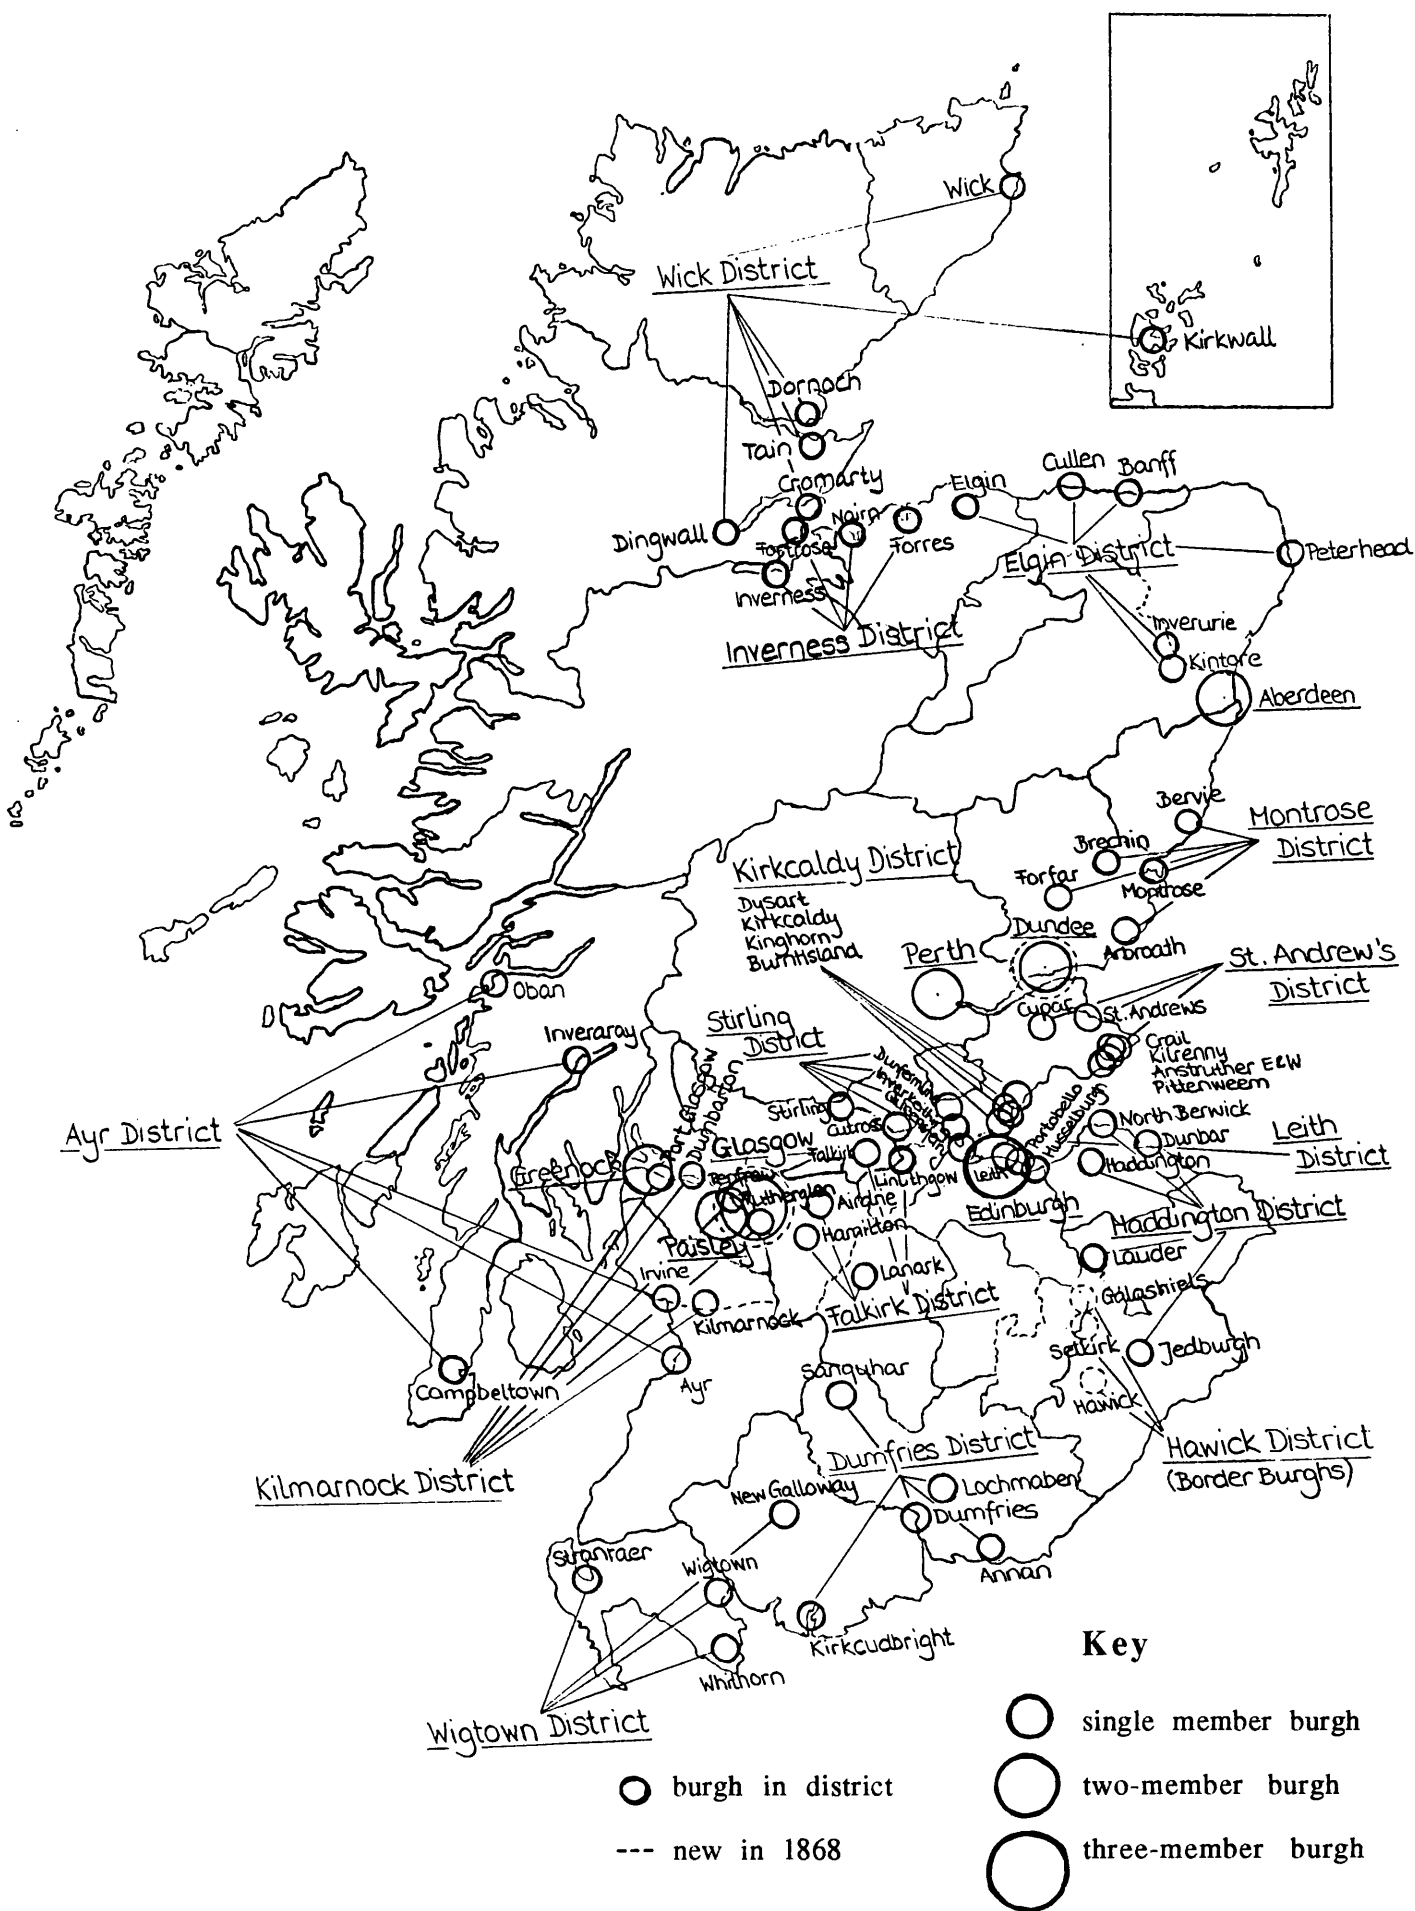 Wick
Wick District
Kirkwall
Dornoch
Tain
Cromarty
Cullen
Banff
Elgin
Nairn
Dingwall
Fortrose
Forres
Elgin District
Peterhead
Inverness
Inverness District
Inverurie
Kintore
Aberdeen
Bervie
Montrose
District
Brechin
Kirkcaldy District
Forfar
Montrose
Dysart
Kirkcaldy
Kinghorn
Burntisland
Dundee
Perth
Arbroath
St. Andrew's
District
Oban
Cupar
St. Andrews
Stirling
District
Inveraray
Crail
Kilrenny
Anstruther E&W
Pittenweem
Port Glasgow
Dumbarton
Stirling
Culross
Portobello
Musselburgh
North Berwick
Dunbar
Leith
District
Ayr District
Glasgow
Falkirk
Greenock
Linlithgow
Leith
Haddington
Renfrew
Rutherglen
Airdrie
Edinburgh
Haddington District
Hamilton
Paisley
Lauder
Irvine
Lanark
Galashiels
Kilmarnock
Falkirk District
Selkirk
Jedburgh
Ayr
Sanquhar
Campbeltown
Hawick
Dumfries District
Hawick District
(Border Burghs)
Kilmarnock District
New Galloway
Lochmaben
Dumfries
Stranraer
Wigtown
Annan
Kirkcudbright
Whithorn
Wigtown District
Key
single member burgh
burgh in district
two-member burgh
--- new in 1868
three-member burgh